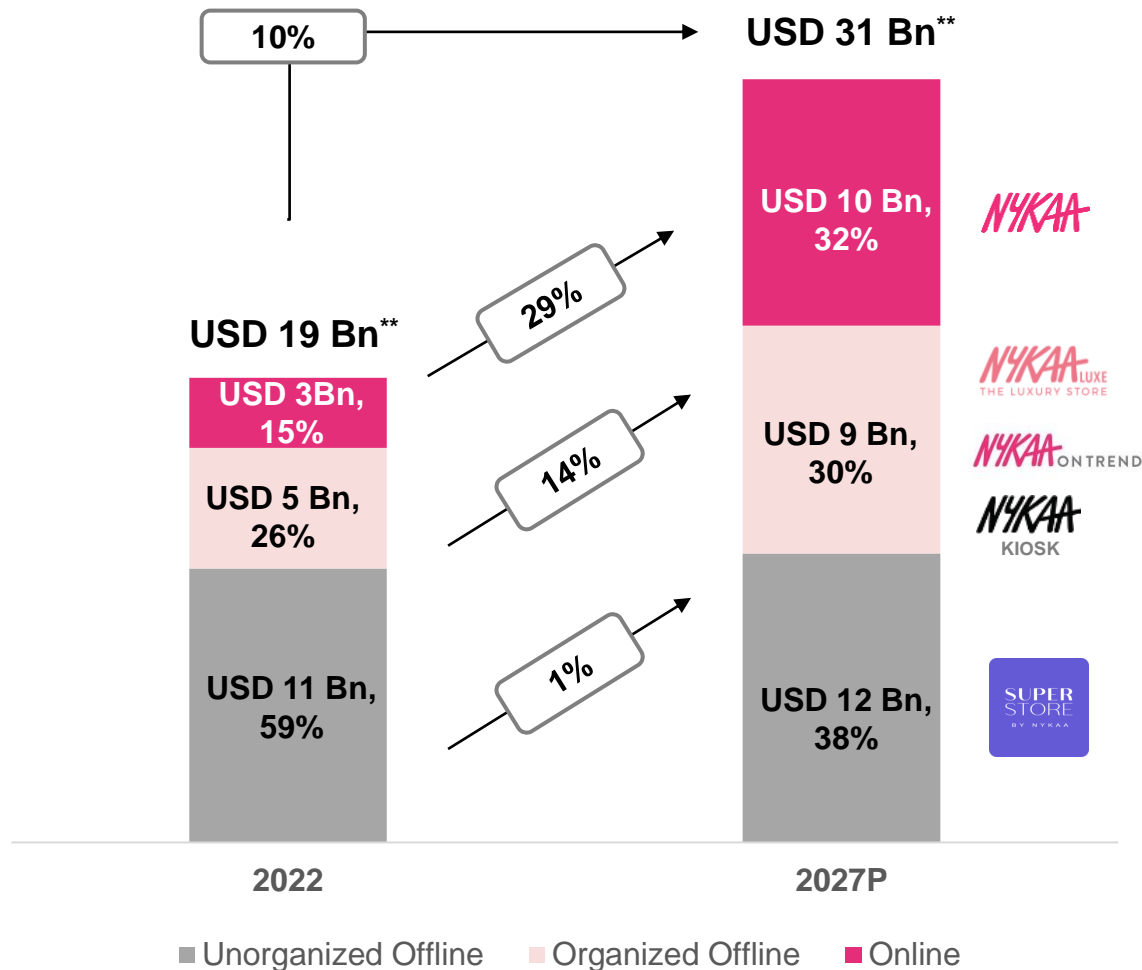 10%
USD 31 Bn**
USD 10 Bn,
32%
NYKAA
29%
USD 19 Bn**
USD 3Bn,
15%
NYKAA LUXE
THE LUXURY STORE
USD 9 Bn,
30%
NYKAA ON TREND
14%
USD 5 Bn,
26%
NYKAA
KIOSK
1%
USD 11 Bn,
59%
USD 12 Bn,
38%
SUPER
STORE
BY NYKAA
2022
2027P
Unorganized Offline
Organized Offline
Online